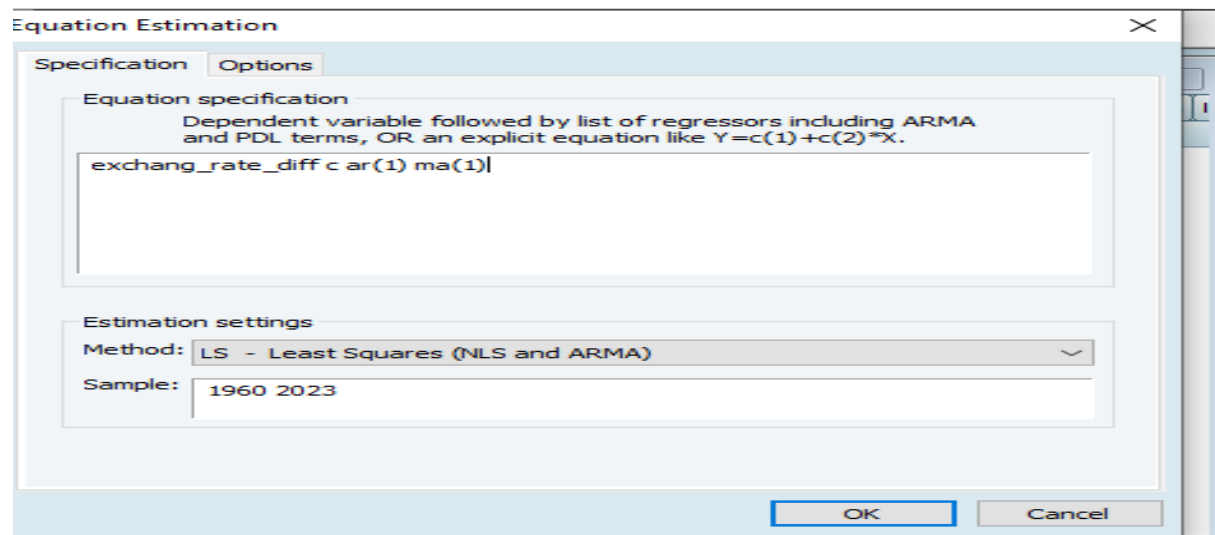 Equation Estimation
Specification Options
Equation specification
Dependent variable followed by list of regressors including ARMA
and PDL terms, OR an explicit equation like Y=c(1)+c(2)*X.
exchang_rate_diff c ar(1) ma(1)
Estimation settings
Method: LS - Least Squares (NLS and ARMA)
Sample: 1960 2023
OK Cancel